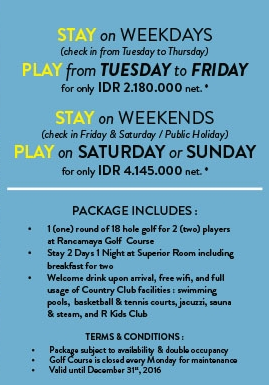 STAY on WEEKDAYS
(check in from Tuesday to Thursday)
PLAY from TUESDAY to FRIDAY
for only IDR 2.180.000 net. *
STAY on WEEKENDS
(check in Friday & Saturday / Public Holiday)
PLAY on SATURDAY or SUNDAY
for only IDR 4.145.000 net. *
PACKAGE INCLUDES :
• 1 (one) round of 18 hole golf for 2 (two) players
at Rancamaya Golf Course
• Stay 2 Days 1 Night at Superior Room including
breakfast for two
• Welcome drink upon arrival, free wifi, and full
usage of Country Club facilities : swimming
pools, basketball & tennis courts, jacuzzi, sauna
& steam, and R Kids Club
TERMS & CONDITIONS :
• Package subject to availability & double occupancy
• Golf Course is closed every Monday for maintenance
• Valid until December 31st, 2016